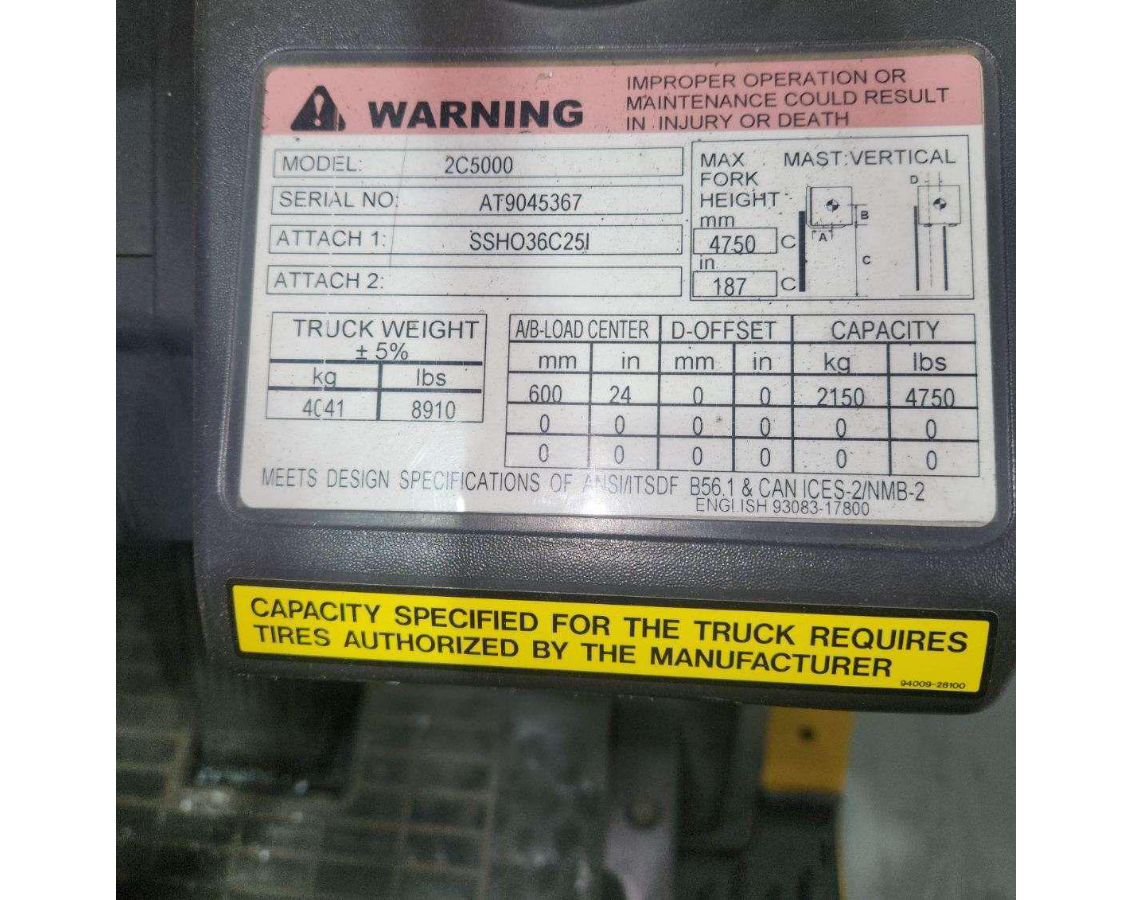 WARNING
IMPROPER OPERATION OR
MAINTENANCE COULD RESULT
IN INJURY OR DEATH
MODEL: 2C5000
SERIAL NO: AT9045367
ATTACH 1: SSHO36C25I
ATTACH 2:
MAX MAST:VERTICAL
FORK
HEIGHT
mm
4750 C
in
187 C
A
B
C
D
TRUCK WEIGHT
± 5%
kg lbs
4041 8910
A/B-LOAD CENTER D-OFFSET CAPACITY
mm in mm in kg lbs
600 24 0 0 2150 4750
0 0 0 0 0 0
0 0 0 0 0 0
MEETS DESIGN SPECIFICATIONS OF ANSI/ITSDF B56.1 & CAN ICES-2/NMB-2
ENGLISH 93083-17800
CAPACITY SPECIFIED FOR THE TRUCK REQUIRES
TIRES AUTHORIZED BY THE MANUFACTURER
94009-28100